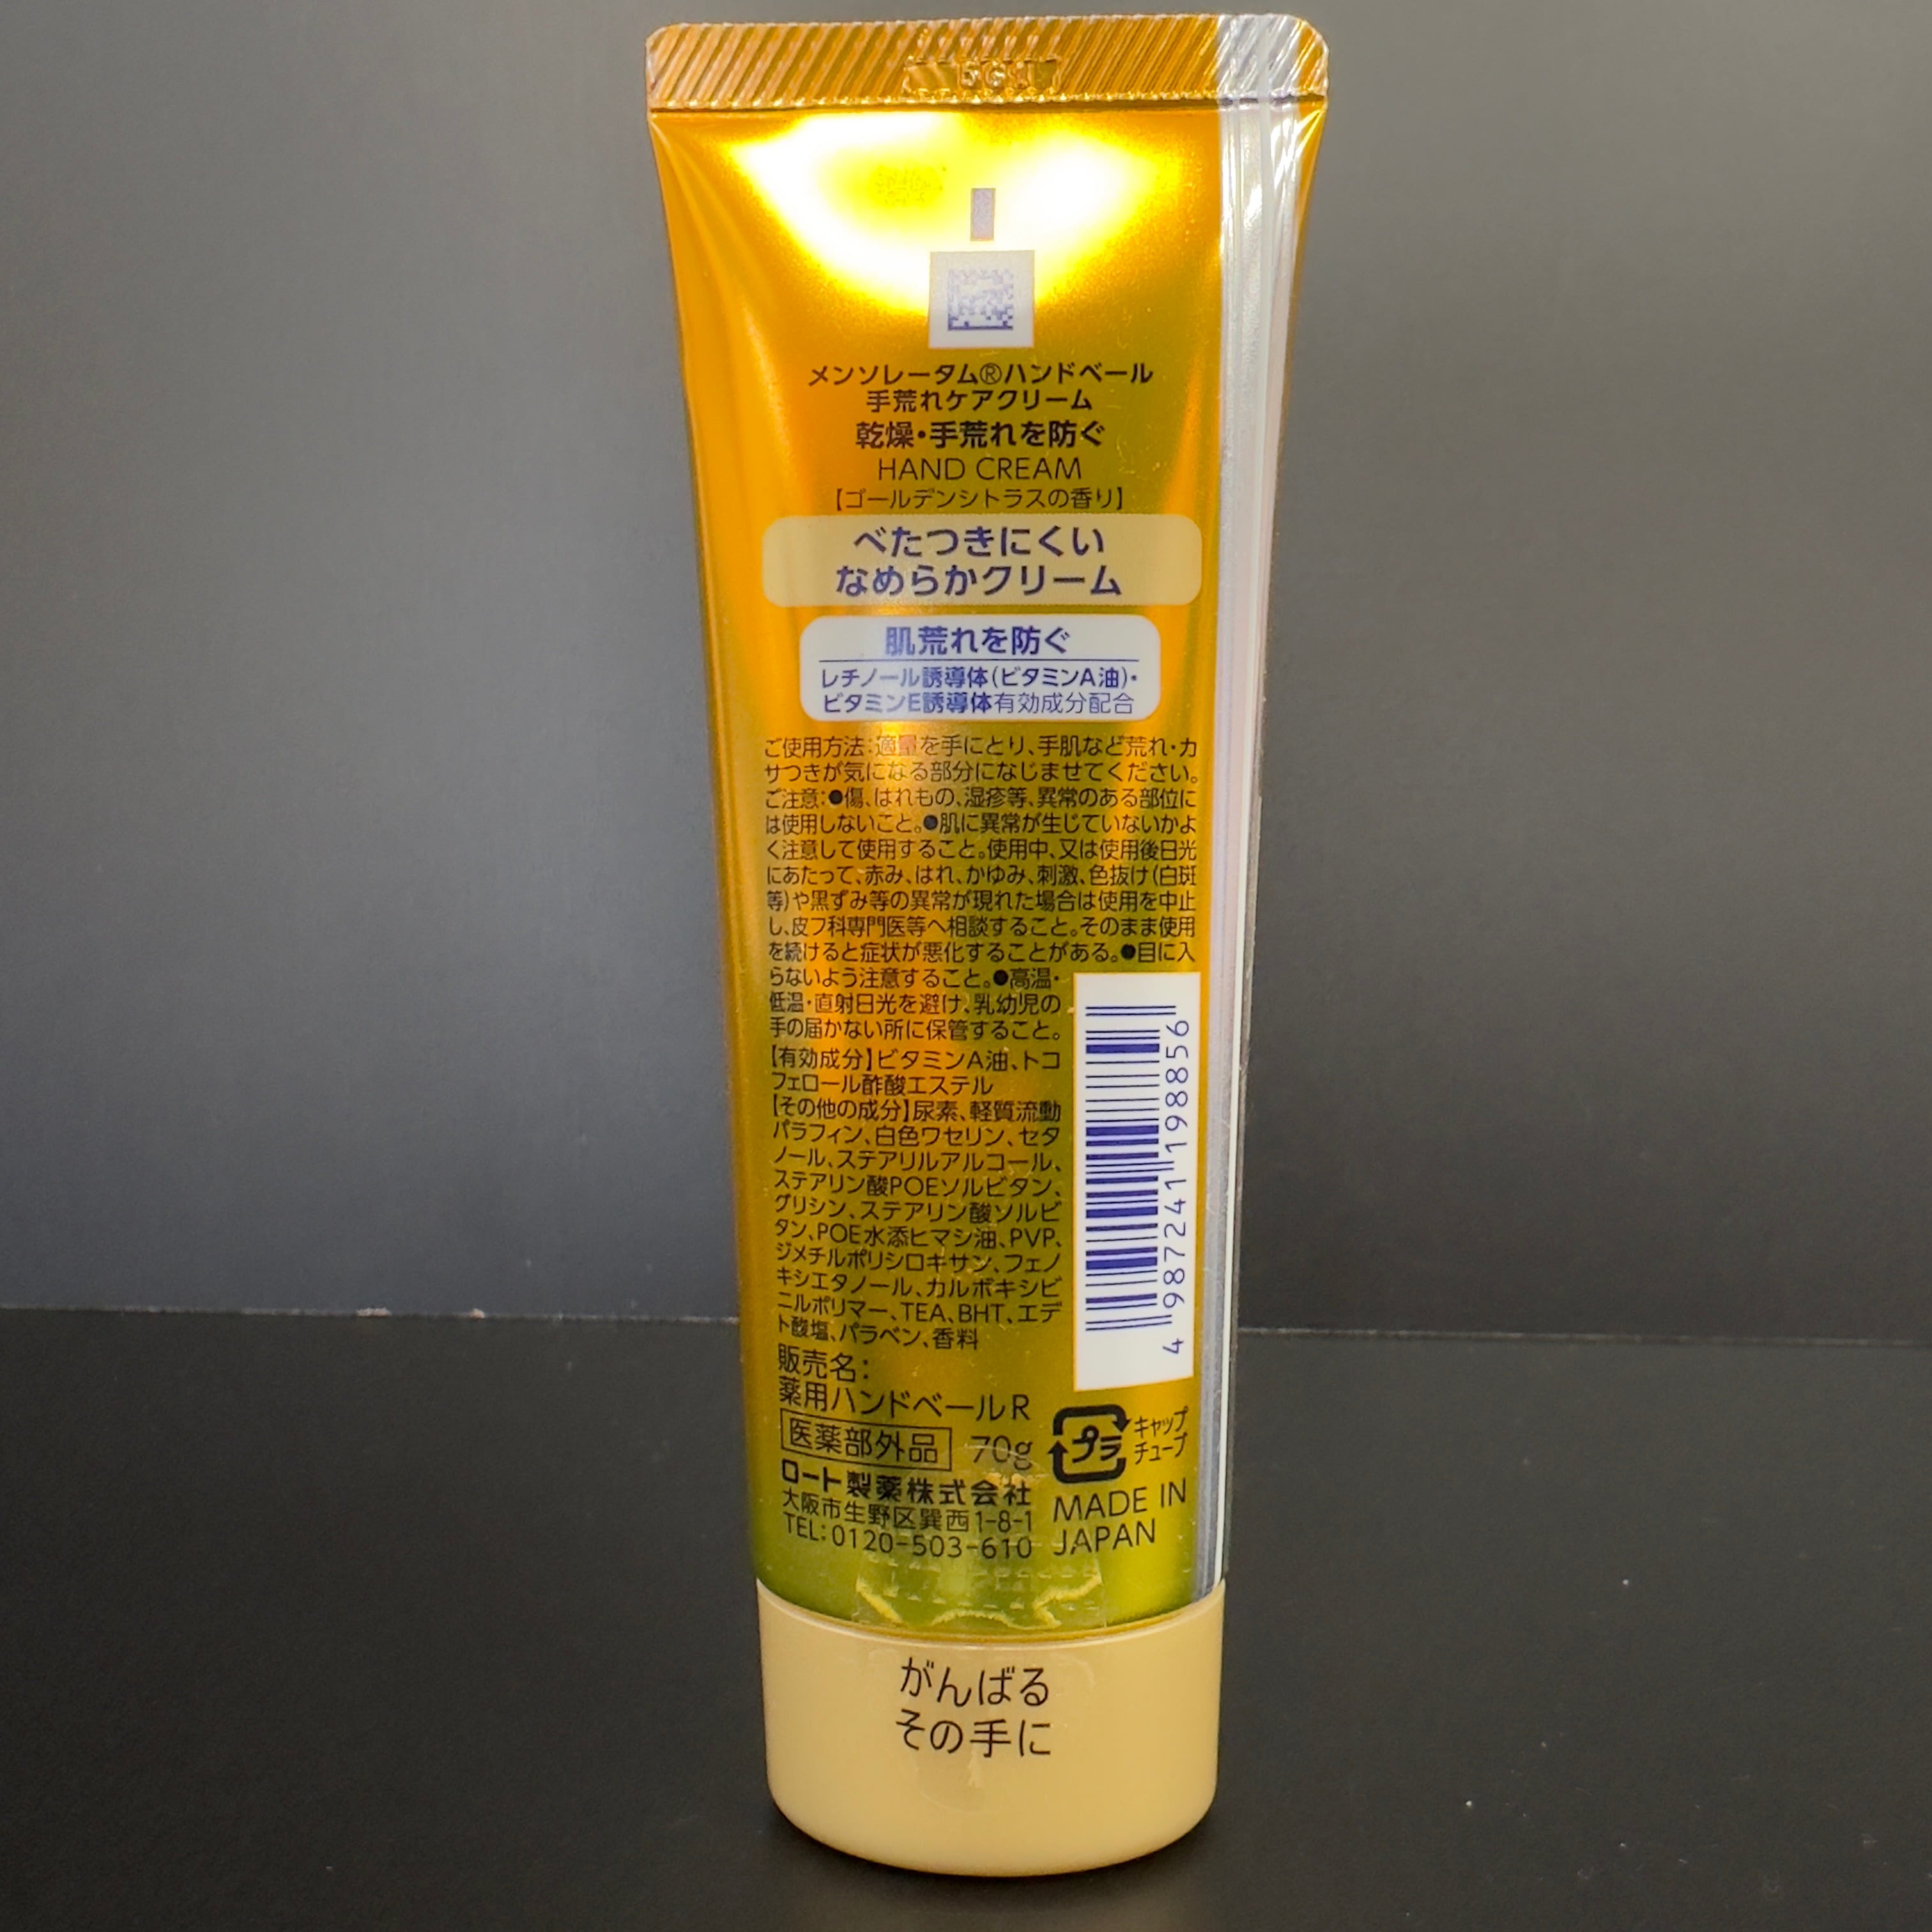 メンソレータム®ハンドベール
手荒れケアクリーム
乾燥・手荒れを防ぐ
HAND CREAM
【ゴールデンシトラスの香り】
べたつきにくい
なめらかクリーム
肌荒れを防ぐ
レチノール誘導体(ビタミンA油)・
ビタミンE誘導体有効成分配合
ご使用方法:適量を手にとり、手肌など荒れ・カ
サつきが気になる部分になじませてください。
ご注意:●傷、はれもの、湿疹等、異常のある部位に
は使用しないこと。●肌に異常が生じていないかよ
く注意して使用すること。使用中、又は使用後日光
にあたって、赤み、はれ、かゆみ、刺激、色抜け(白斑
等)や黒ずみ等の異常が現れた場合は使用を中止
し、皮フ科専門医等へ相談すること。そのまま使用
を続けると症状が悪化することがある。●目に入
らないよう注意すること。●高温・
低温・直射日光を避け、乳幼児の
手の届かない所に保管すること。
【有効成分】ビタミンA油、トコ
フェロール酢酸エステル
【その他の成分】尿素、軽質流動
パラフィン、白色ワセリン、セタ
ノール、ステアリルアルコール、
ステアリン酸POEソルビタン、
グリシン、ステアリン酸ソルビ
タン、POE水添ヒマシ油、PVP、
ジメチルポリシロキサン、フェノ
キシエタノール、カルボキシビ
ニルポリマー、TEA、BHT、エデ
ト酸塩、パラベン、香料
4 987241 198856
販売名:
薬用ハンドベールR
医薬部外品 70g
プラ
キャップ
チューブ
ロート製薬株式会社
大阪市生野区巽西1-8-1
TEL:0120-503-610
MADE IN
JAPAN
がんばる
その手に